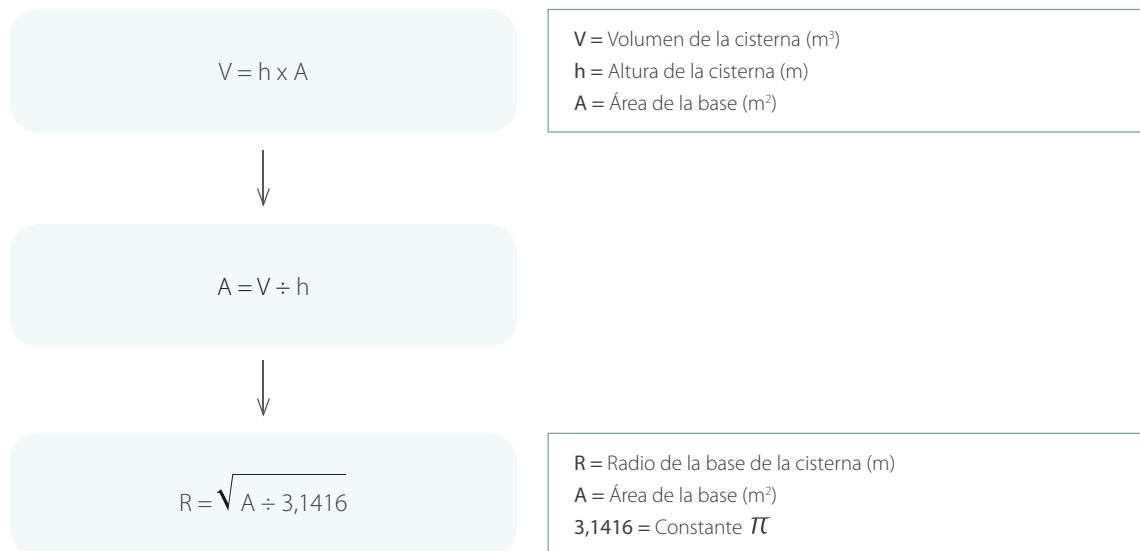 V = h x A
V = Volumen de la cisterna (m³)
h = Altura de la cisterna (m)
A = Área de la base (m²)
A = V ÷ h
R = √A ÷ 3,1416
R = Radio de la base de la cisterna (m)
A = Área de la base (m²)
3,1416 = Constante π